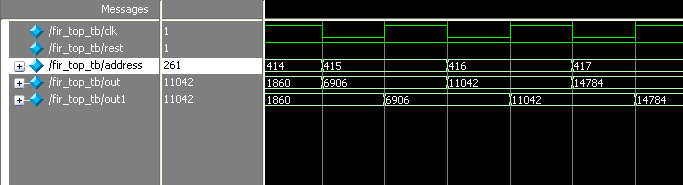 Messages
/fir_top_tb/clk 1
/fir_top_tb/rest 1
/fir_top_tb/address 261 414 415 416 417
/fir_top_tb/out 11042 1860 6906 11042 14784
/fir_top_tb/out1 11042 1860 6906 11042 14784